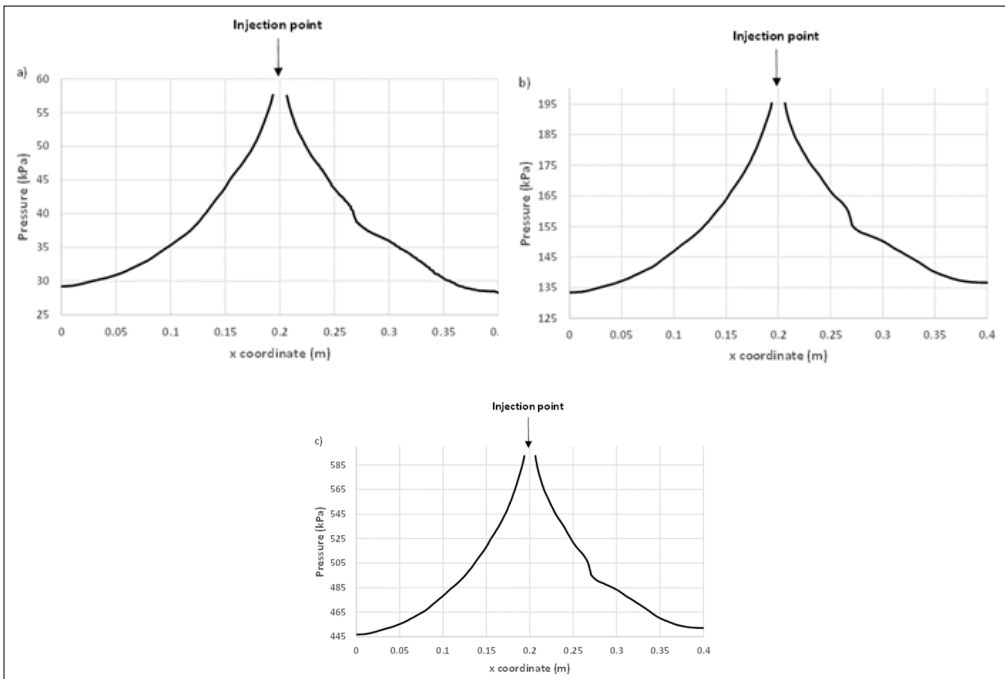 Injection point
a)
60
55
50
45
40
35
30
25
Pressure (kPa)
0 0.05 0.1 0.15 0.2 0.25 0.3 0.35 0.
x coordinate (m)
Injection point
b)
195
185
175
165
155
145
135
125
Pressure (kPa)
0 0.05 0.1 0.15 0.2 0.25 0.3 0.35 0.4
x coordinate (m)
Injection point
c)
585
565
545
525
505
485
465
445
Pressure (kPa)
0 0.05 0.1 0.15 0.2 0.25 0.3 0.35 0.4
x coordinate (m)